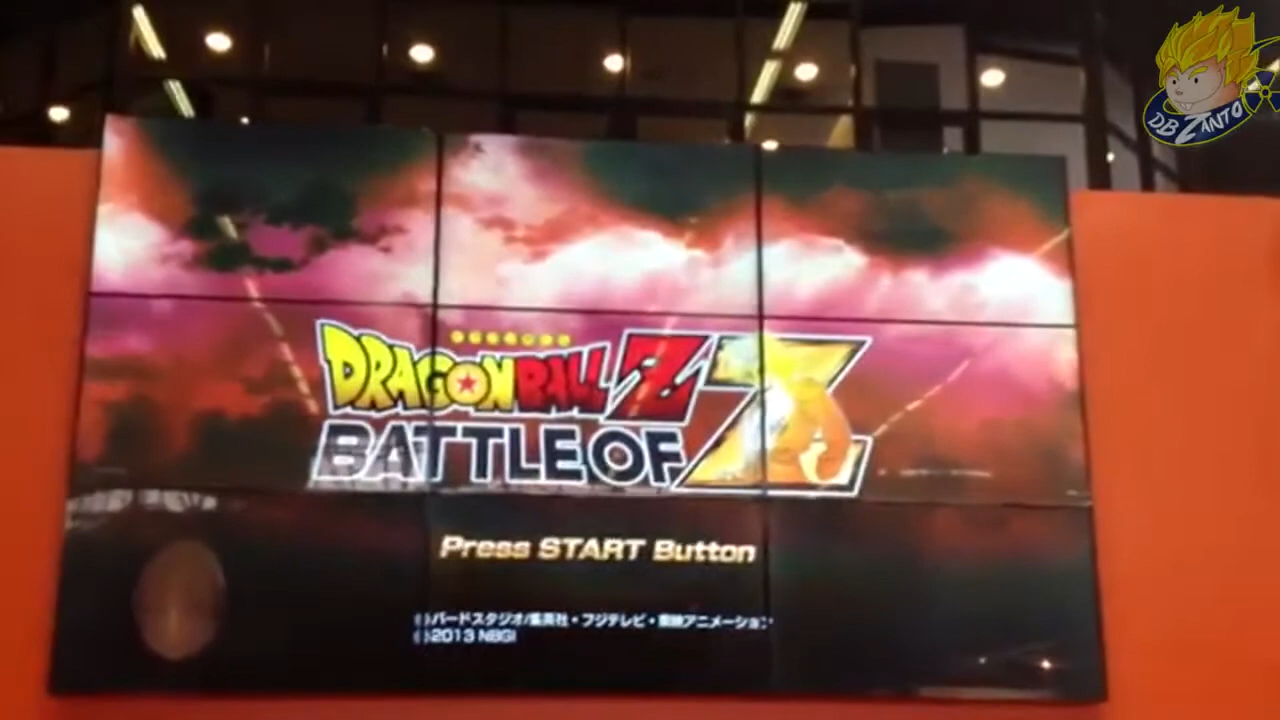 DBZANTO
DRAGON BALL Z
BATTLE OF Z
Press START Button
©バードスタジオ/集英社・フジテレビ・東映アニメーション
©2013 NBGI